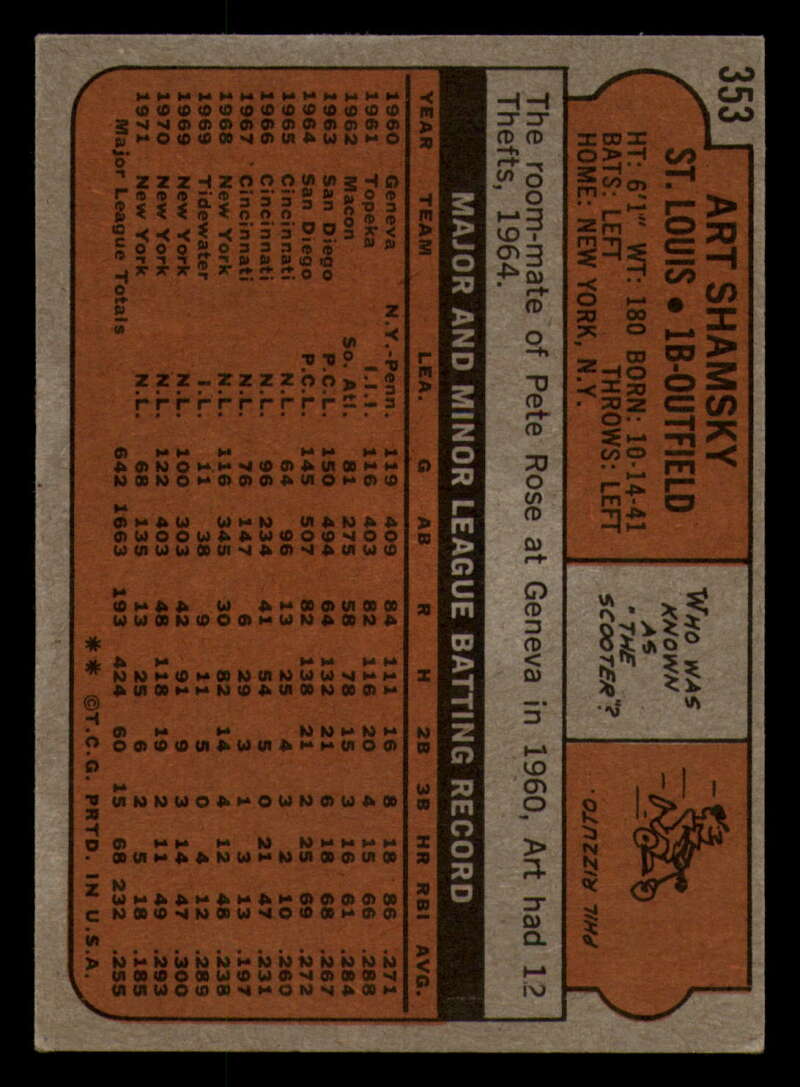 353
ART SHAMSKY
ST. LOUIS • 1B-OUTFIELD
HT: 6'1" WT: 180 BORN: 10-14-41
BATS: LEFT THROWS: LEFT
HOME: NEW YORK, N.Y.
WHO WAS
KNOWN
AS
"THE
SCOOTER"?
PHIL RIZZUTO.
The room-mate of Pete Rose at Geneva in 1960, Art had 12
Thefts, 1964.
MAJOR AND MINOR LEAGUE BATTING RECORD
YEAR TEAM LEA. G AB R H 2B 3B HR RBI AVG.
1960 Geneva N.Y.-Penn. 119 409 84 111 16 8 18 86 .271
1961 Topeka I.I.I. 116 403 82 116 20 4 15 66 .288
1962 Macon So. Atl. 81 275 58 78 15 3 16 61 .284
1963 San Diego P.C.L. 150 494 64 132 21 6 18 68 .267
1964 San Diego P.C.L. 145 507 82 138 21 2 25 69 .272
1965 Cincinnati N.L. 64 96 13 25 4 3 2 10 .260
1966 Cincinnati N.L. 96 234 41 54 5 0 21 47 .231
1967 Cincinnati N.L. 76 147 6 29 3 1 3 13 .197
1968 New York N.L. 116 345 30 82 14 4 12 48 .238
1969 Tidewater I.L. 11 38 9 11 5 0 4 12 .289
1969 New York N.L. 100 303 42 91 9 3 14 47 .300
1970 New York N.L. 122 403 48 118 19 2 11 49 .293
1971 New York N.L. 68 135 13 25 6 2 5 18 .185
Major League Totals 642 1663 193 424 60 15 68 232 .255
** ©T.C.G. PRTD. IN U.S.A.